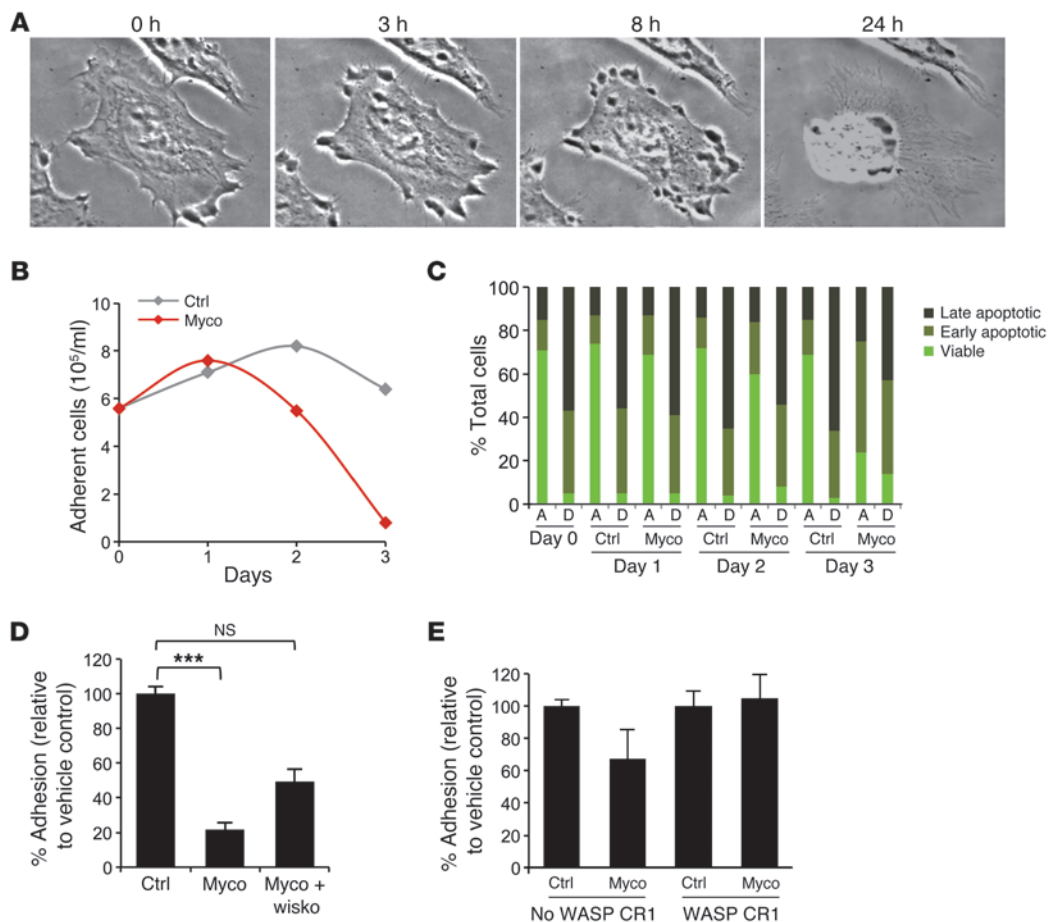 A
0 h 3 h 8 h 24 h
B
Ctrl
Myco
Adherent cells (10⁵/ml)
10
8
6
4
2
0
0 1 2 3
Days
C
% Total cells
100
80
60
40
20
0
Late apoptotic
Early apoptotic
Viable
A D A D A D A D A D A D A D
Day 0 Ctrl Myco Ctrl Myco Ctrl Myco
Day 1 Day 2 Day 3
D
% Adhesion (relative
to vehicle control)
120
100
80
60
40
20
0
NS
***
Ctrl Myco Myco +
wisko
E
% Adhesion (relative
to vehicle control)
120
100
80
60
40
20
0
Ctrl Myco Ctrl Myco
No WASP CR1 WASP CR1